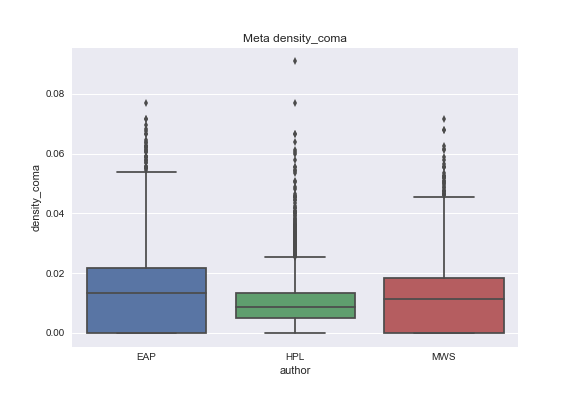 Meta density_coma
density_coma
0.08
0.06
0.04
0.02
0.00
EAP
HPL
MWS
author